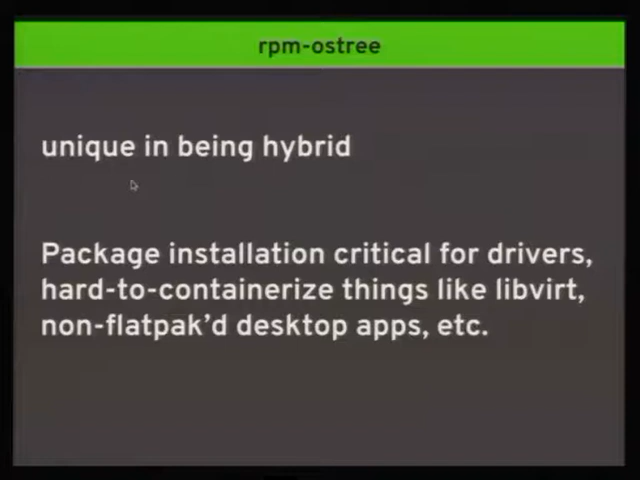 rpm-ostree
unique in being hybrid
Package installation critical for drivers,
hard-to-containerize things like libvirt,
non-flatpak'd desktop apps, etc.